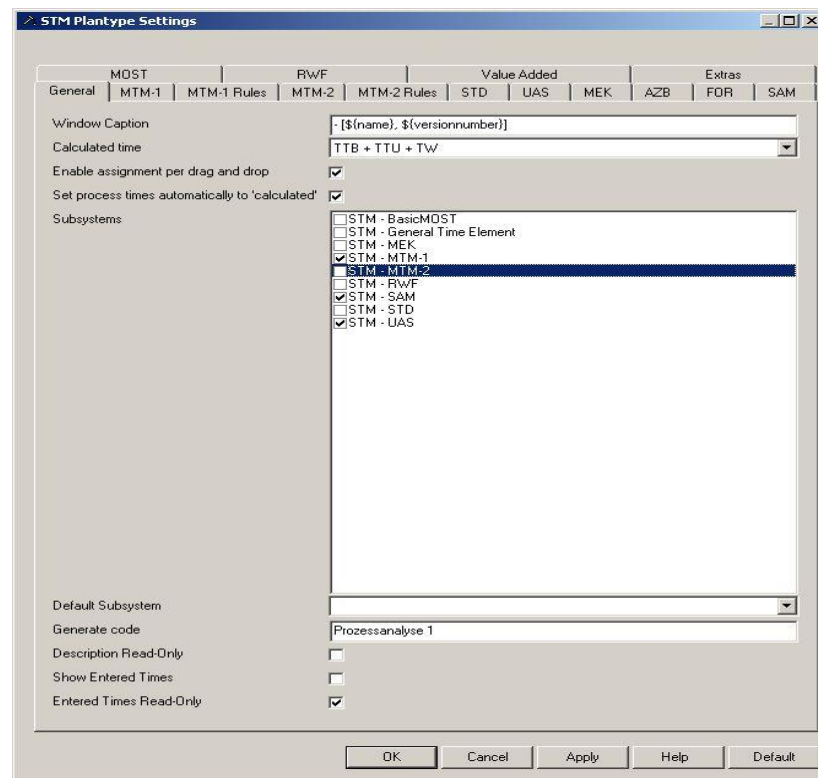 STM Plantype Settings
MOST RWF Value Added Extras
General MTM-1 MTM-1 Rules MTM-2 MTM-2 Rules STD UAS MEK AZB FOR SAM
Window Caption - [${name}, ${versionnumber}]
Calculated time TTB + TTU + TW
Enable assignment per drag and drop
Set process times automatically to 'calculated'
Subsystems STM - BasicMOST
STM - General Time Element
STM - MEK
STM - MTM-1
STM - MTM-2
STM - RWF
STM - SAM
STM - STD
STM - UAS
Default Subsystem
Generate code Prozessanalyse 1
Description Read-Only
Show Entered Times
Entered Times Read-Only
OK Cancel Apply Help Default